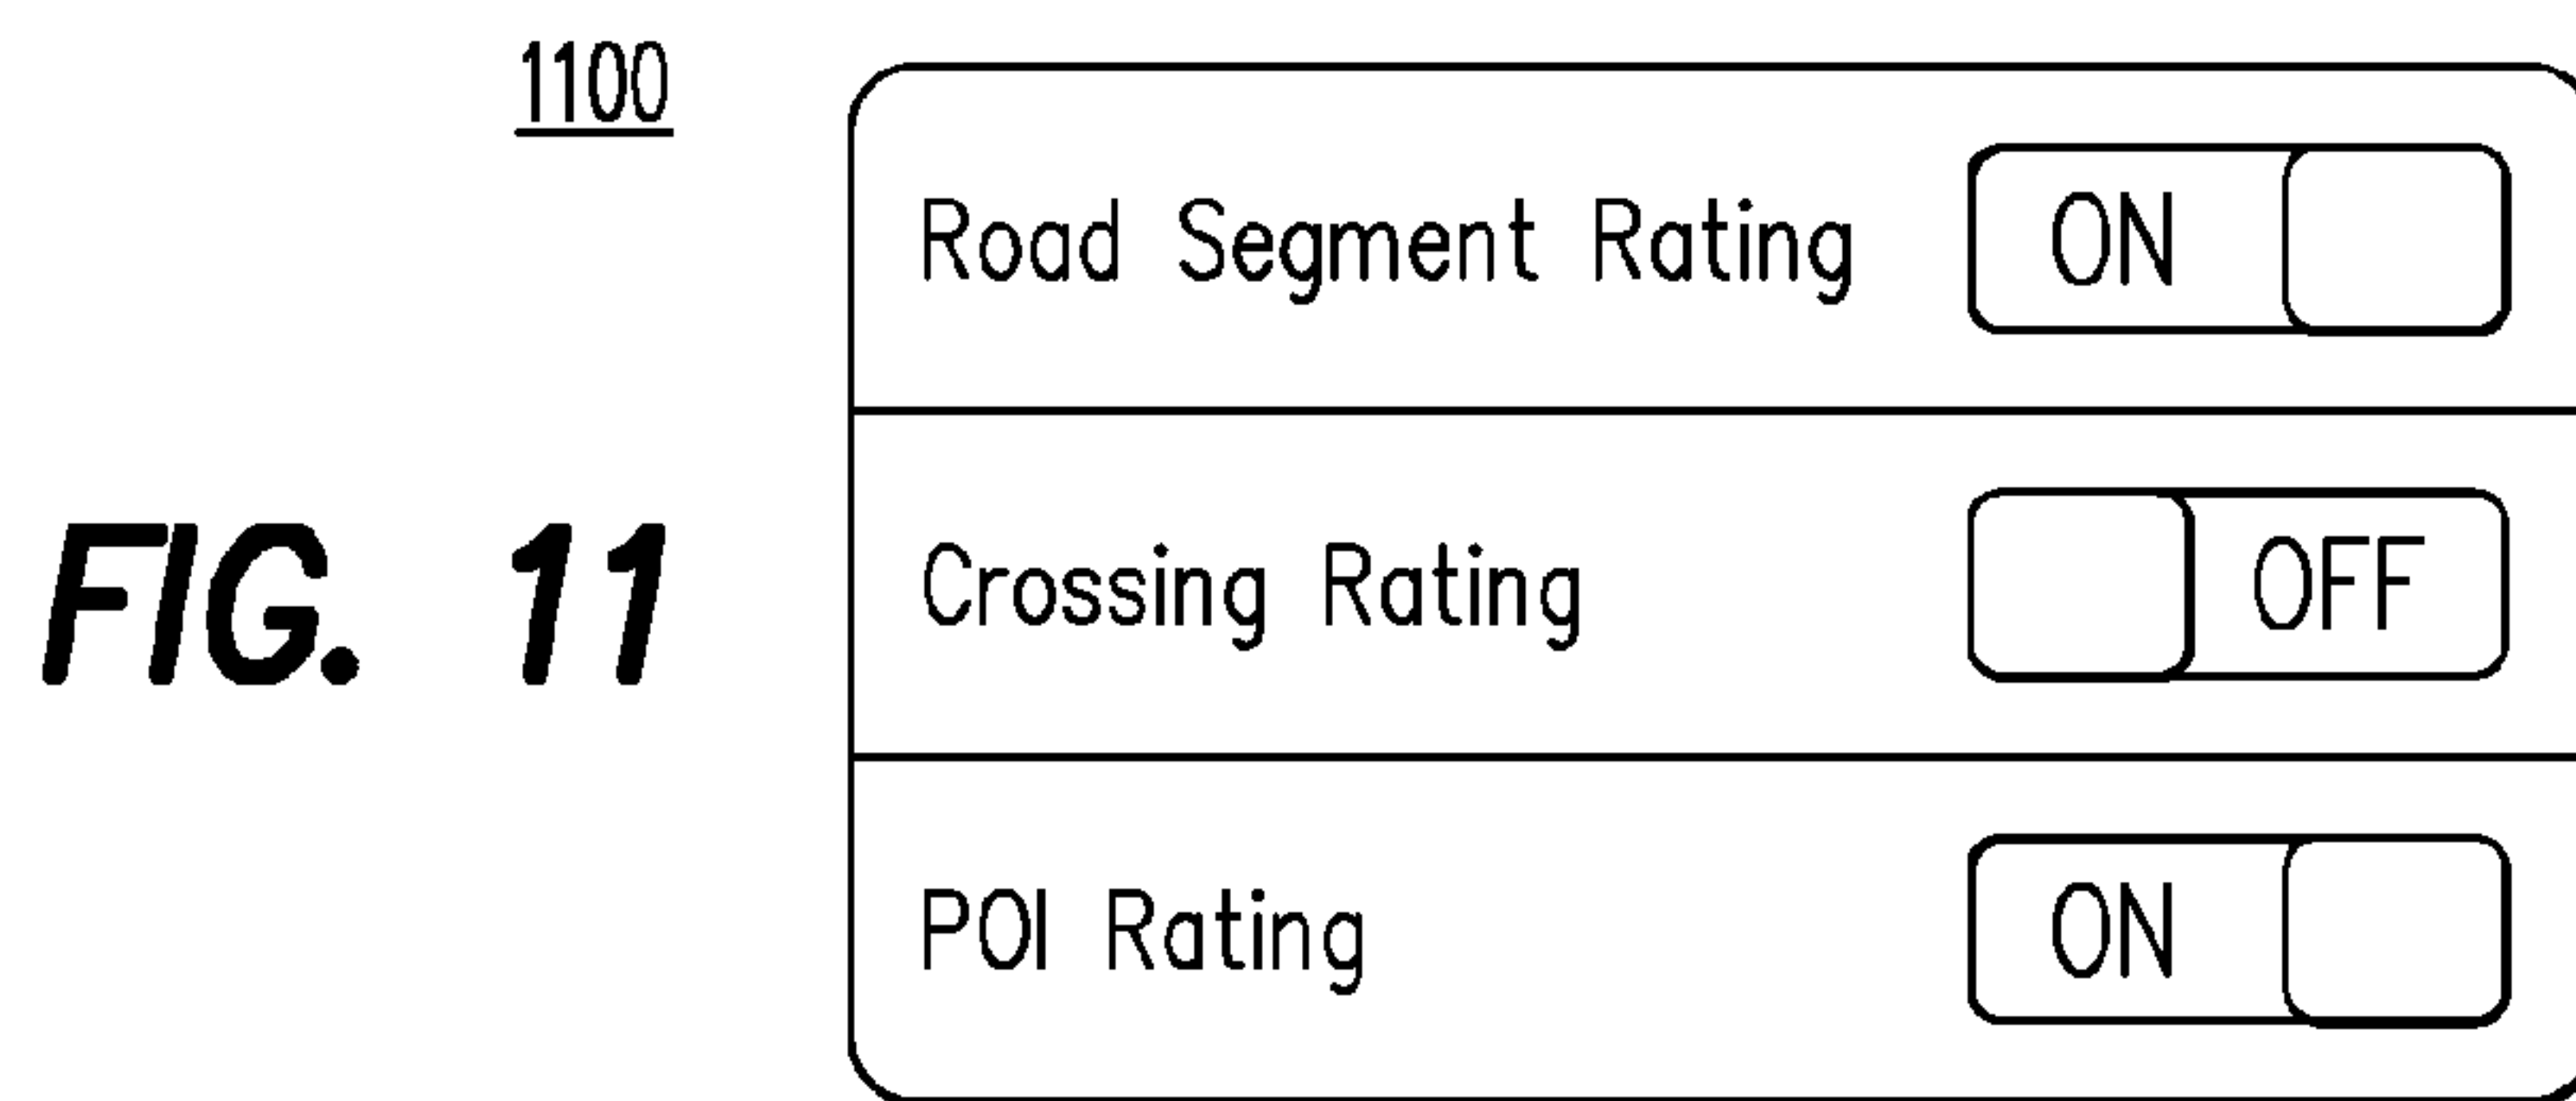 1100
Road Segment Rating ON
Crossing Rating OFF
POI Rating ON
FIG. 11